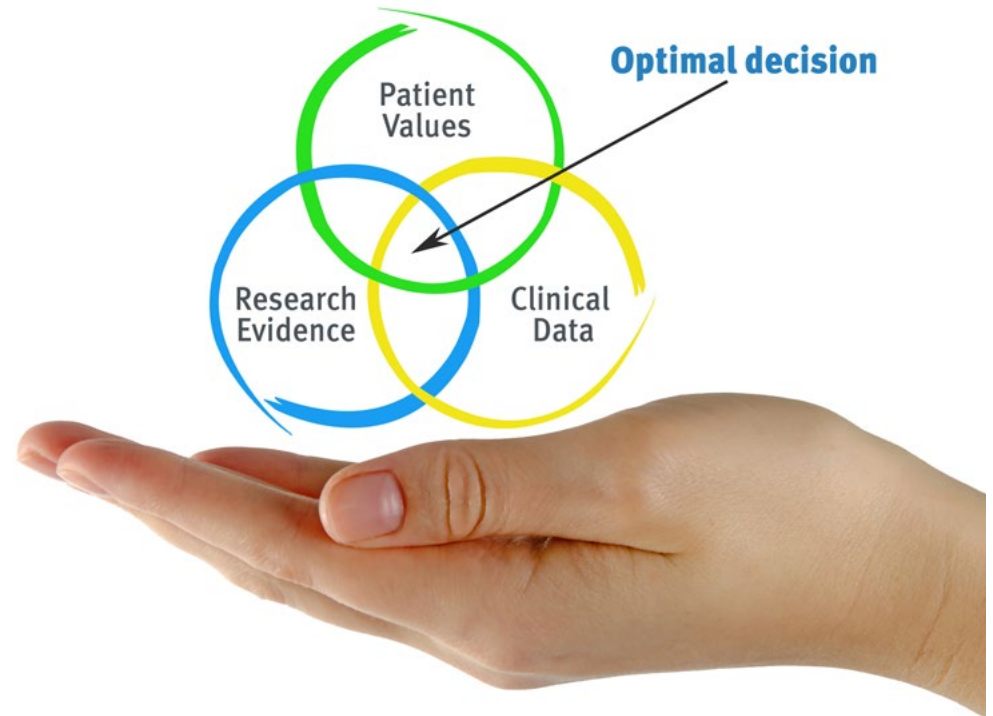 Optimal decision
Patient
Values
Research
Evidence
Clinical
Data